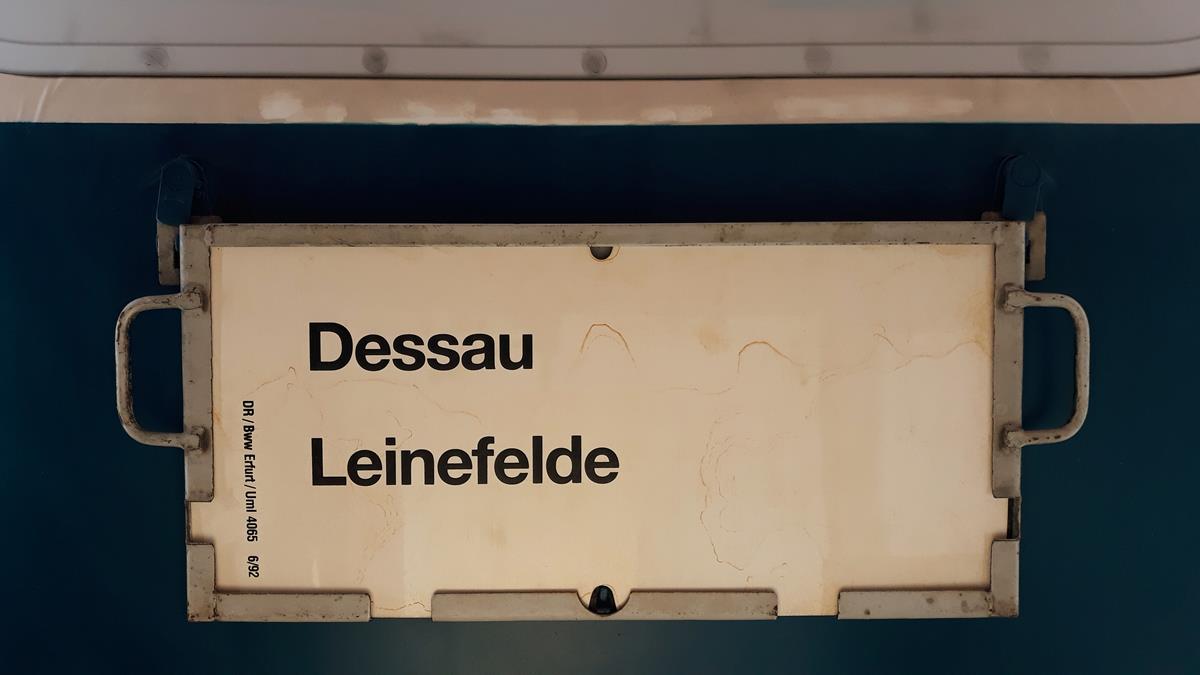 Dessau
Leinefelde
DR / Bww Erfurt / Uml 4065 6/92